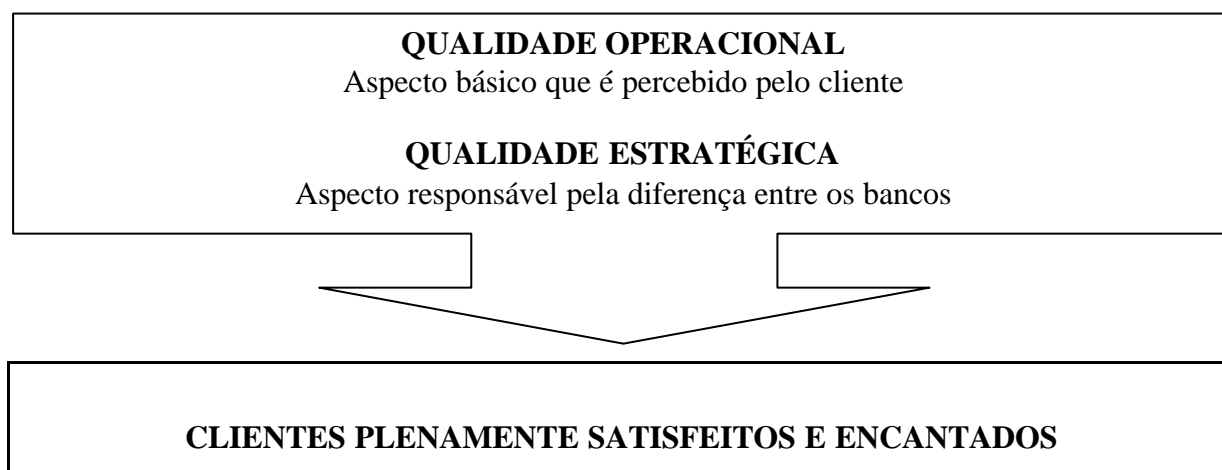 QUALIDADE OPERACIONAL
Aspecto básico que é percebido pelo cliente
QUALIDADE ESTRATÉGICA
Aspecto responsável pela diferença entre os bancos
CLIENTES PLENAMENTE SATISFEITOS E ENCANTADOS